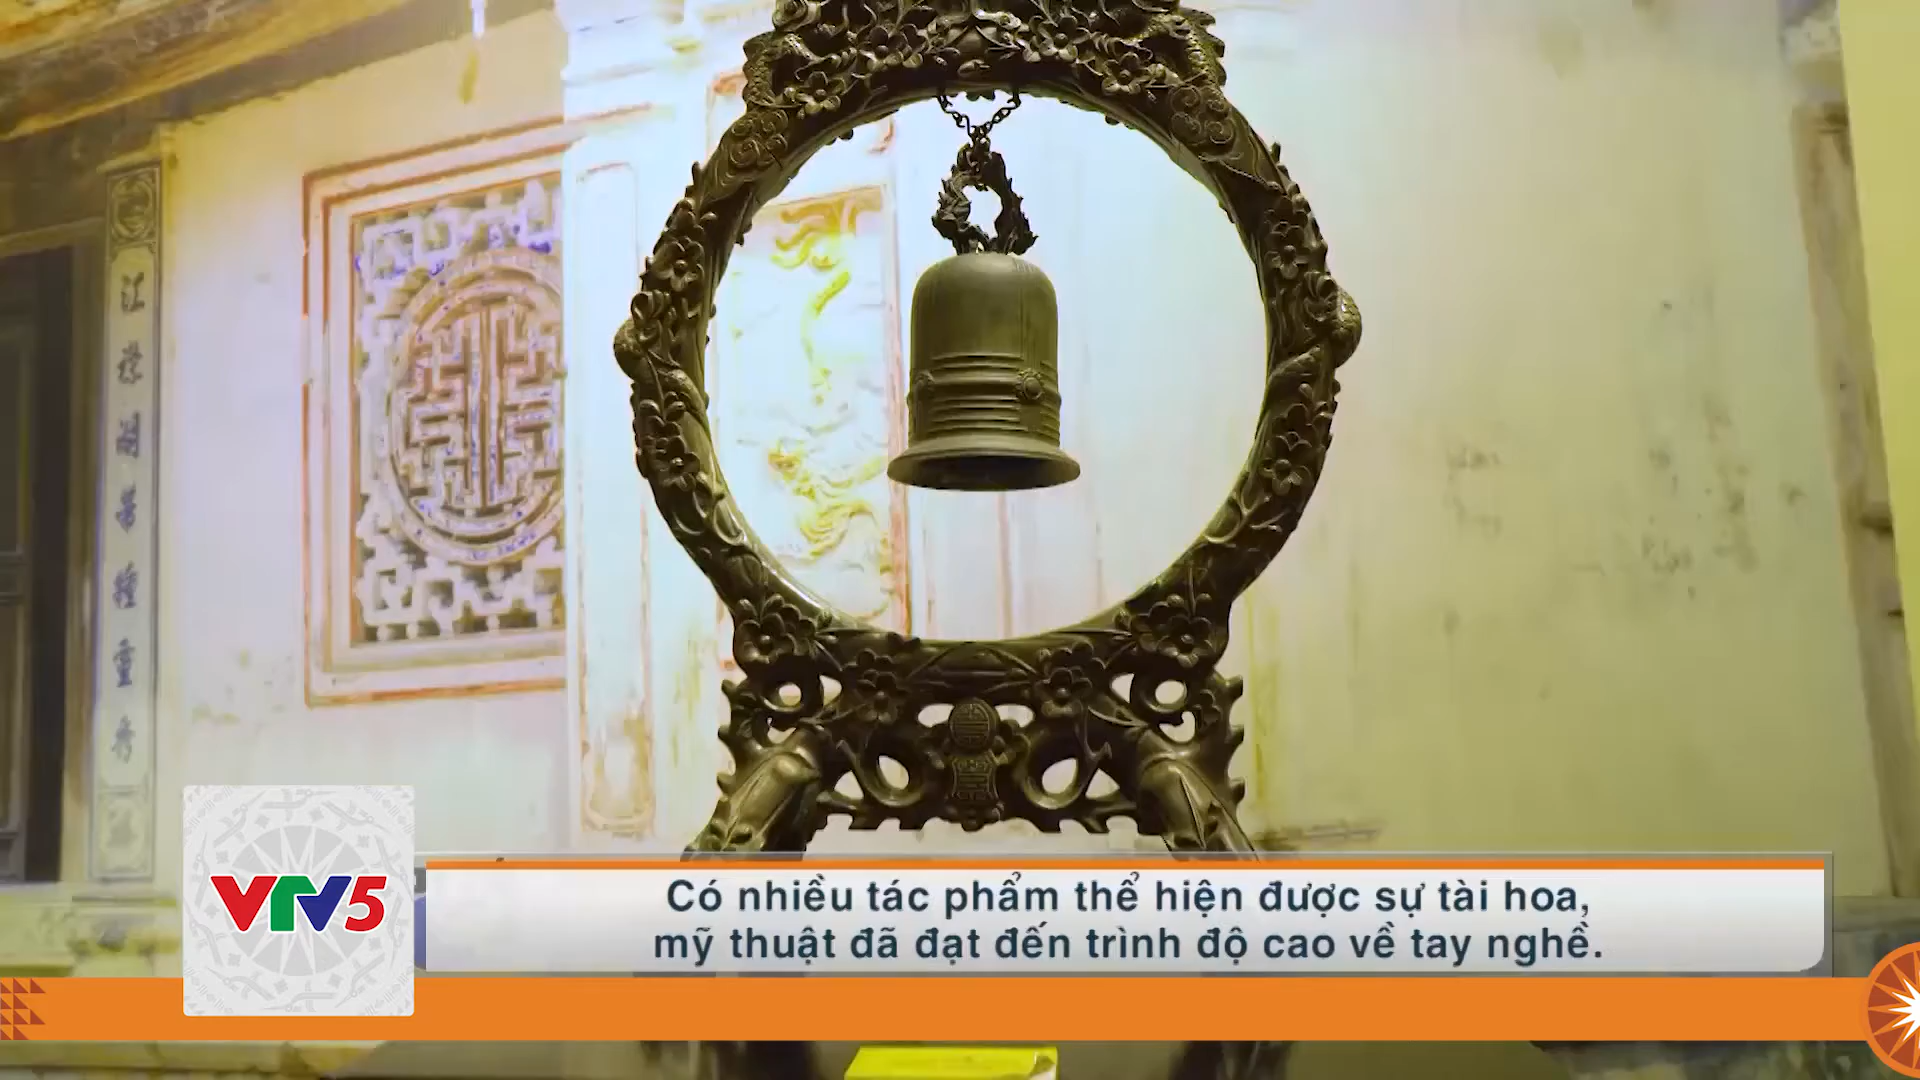 VTV5
Có nhiều tác phẩm thể hiện được sự tài hoa,
mỹ thuật đã đạt đến trình độ cao về tay nghề.